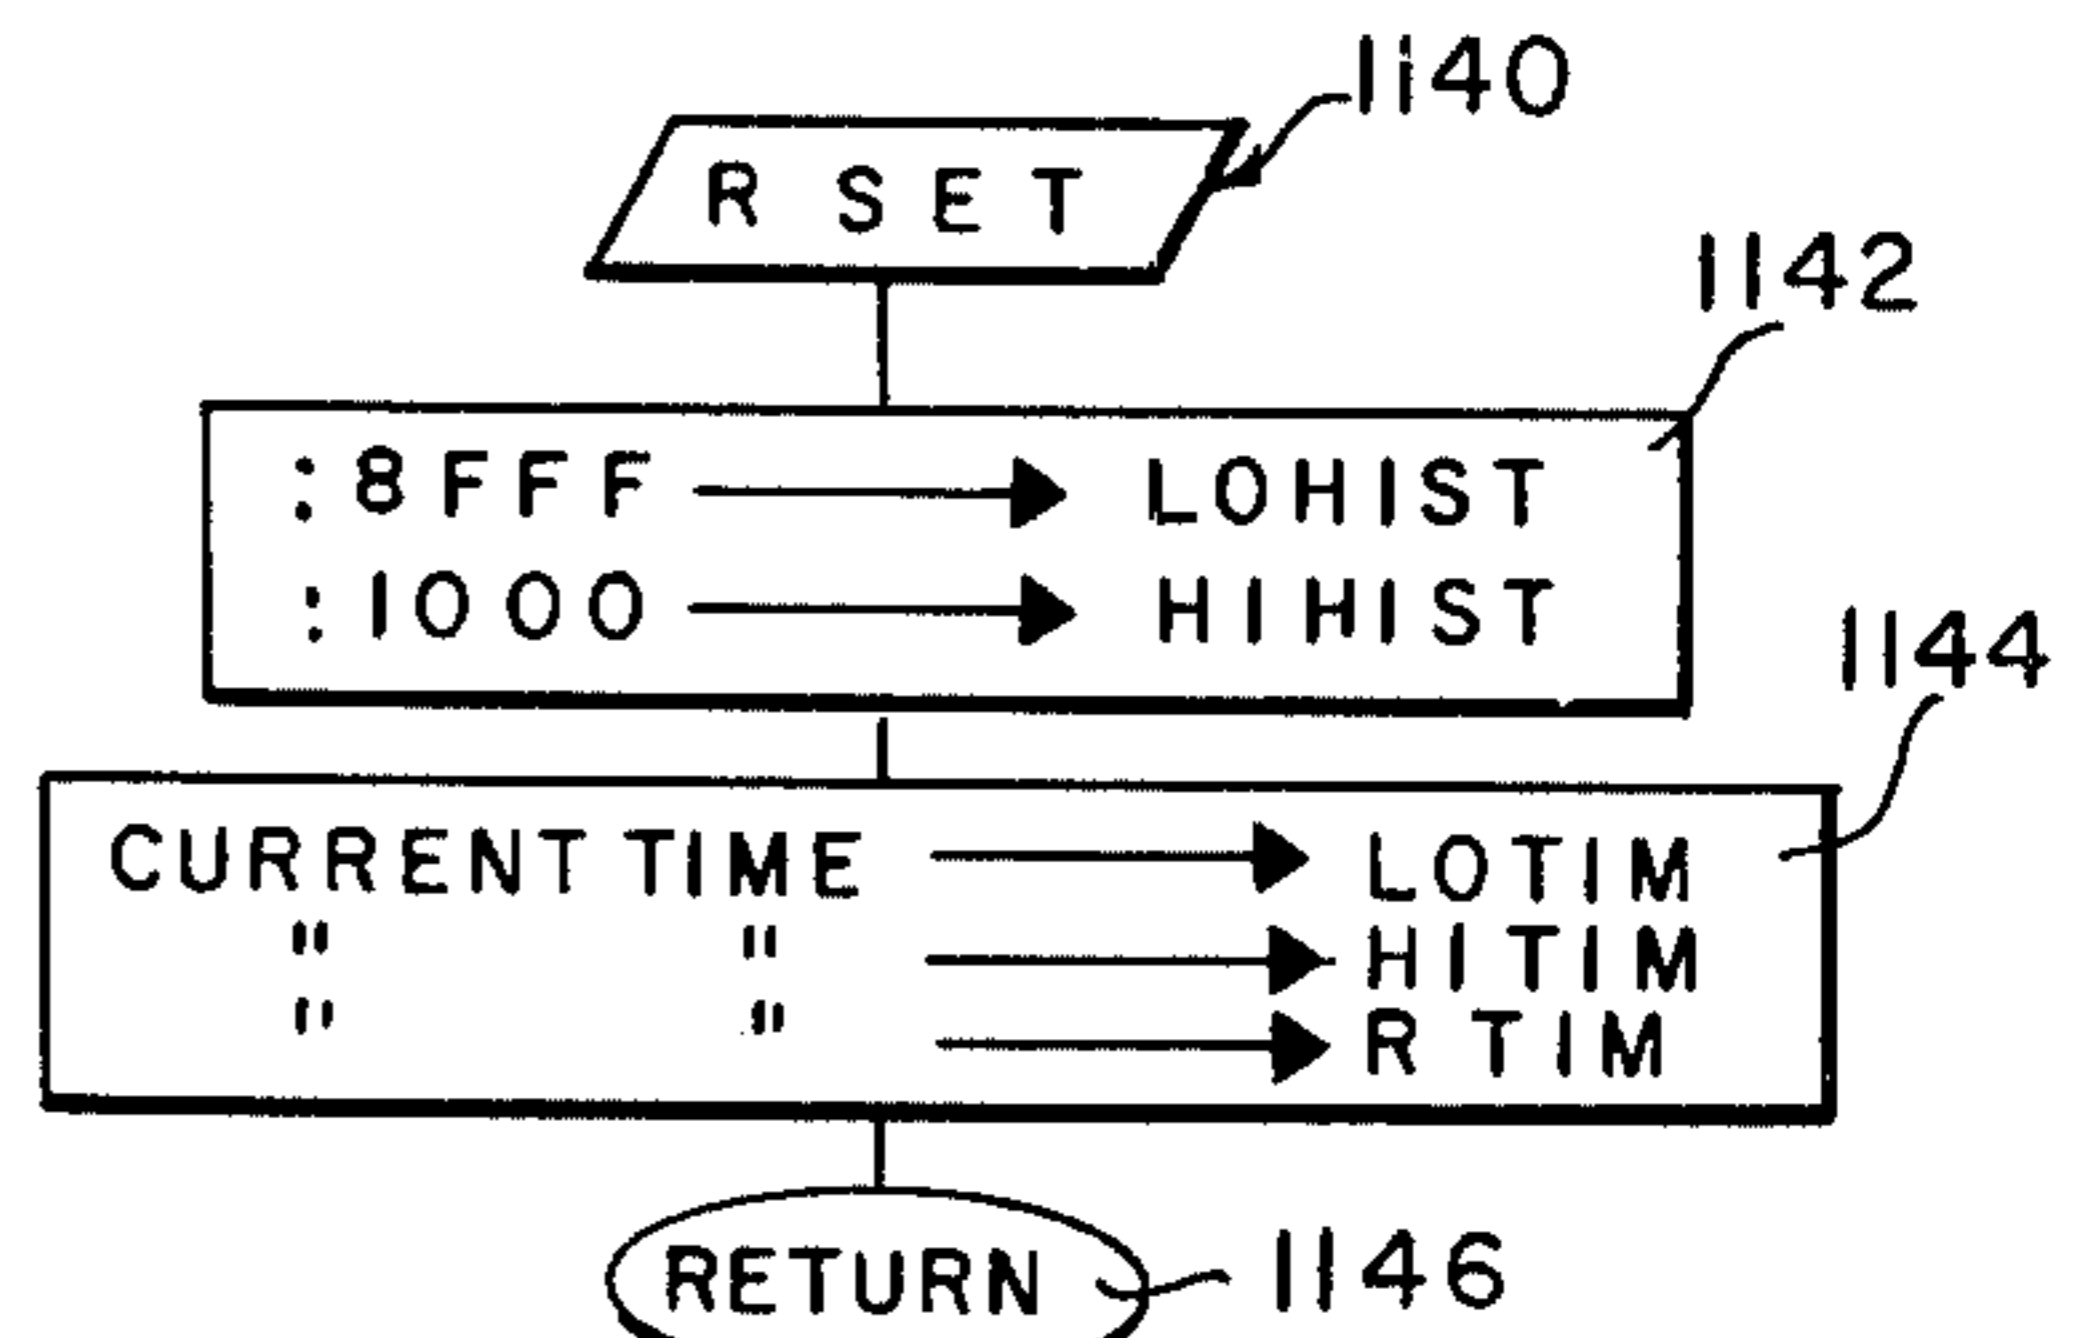 1140
R SET
1142
:8FFF → LOHIST
:1000 → HIHIST
1144
CURRENT TIME → LOTIM
" " → HITIM
" " → R TIM
RETURN 1146